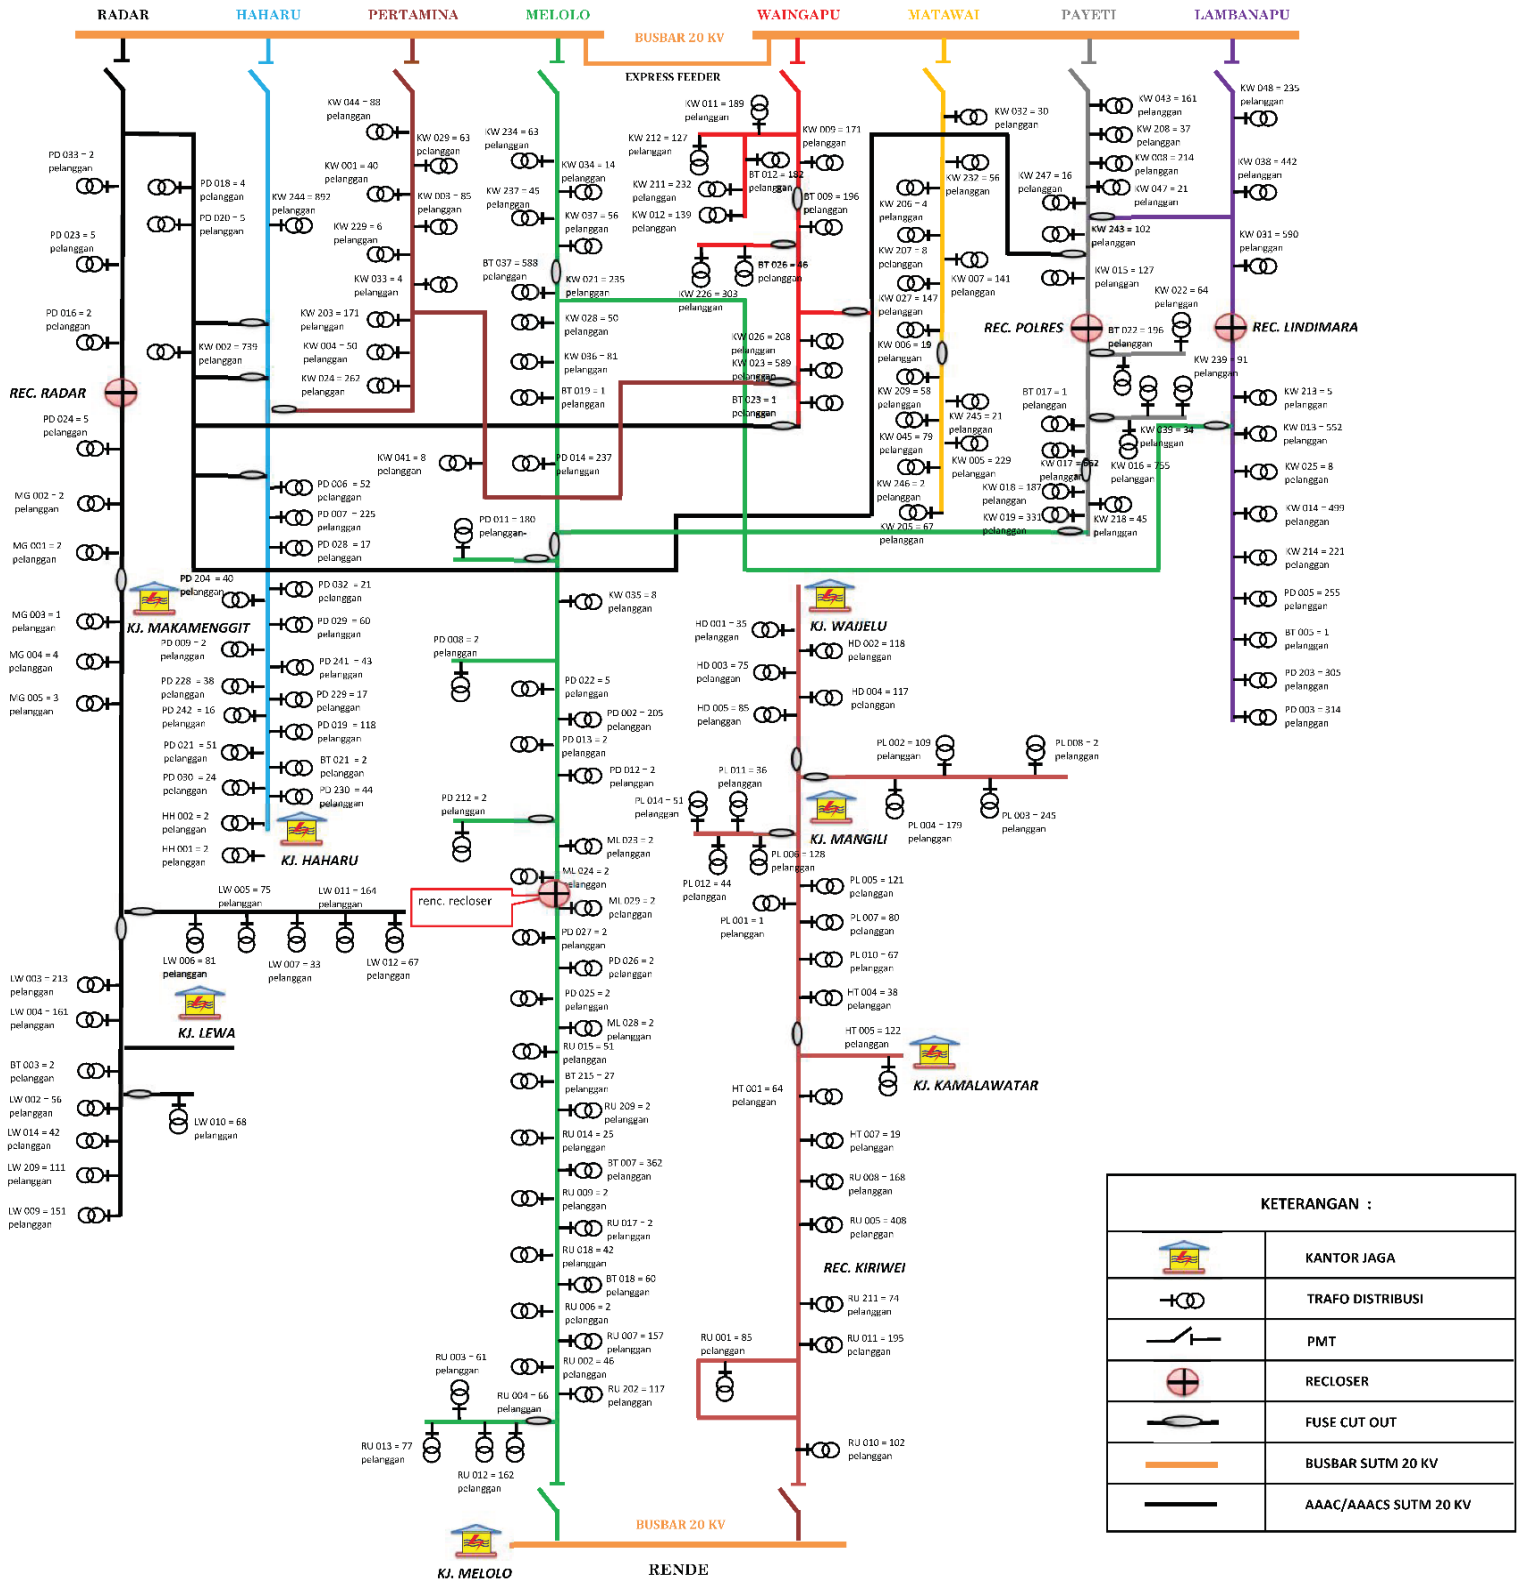 RADAR
HAHARU
PERTAMINA
MELOLO
WAINGAPU
MATAWAI
PAYETI
LAMBANAPU
BUSBAR 20 KV
EXPRESS FEEDER
PD 033 = 2
pelanggan
PD 023 = 5
pelanggan
PD 016 = 2
pelanggan
REC. RADAR
PD 024 = 5
pelanggan
MG 002 = 2
pelanggan
MG 001 = 2
pelanggan
MG 003 = 1
pelanggan
MG 004 = 4
pelanggan
MG 005 = 3
pelanggan
KJ. MAKAMENGGIT
LW 005 = 75
pelanggan
LW 011 = 164
pelanggan
LW 006 = 81
pelanggan
LW 007 = 33
pelanggan
LW 012 = 67
pelanggan
KJ. LEWA
LW 003 = 213
pelanggan
LW 004 = 161
pelanggan
BT 003 = 2
pelanggan
LW 002 = 56
pelanggan
LW 010 = 68
pelanggan
LW 014 = 42
pelanggan
LW 209 = 111
pelanggan
LW 009 = 151
pelanggan
PD 018 = 4
pelanggan
PD 020 = 5
pelanggan
KW 244 = 892
pelanggan
KW 002 = 739
pelanggan
PD 006 = 52
pelanggan
PD 007 = 225
pelanggan
PD 028 = 17
pelanggan
PD 204 = 40
pelanggan
PD 032 = 21
pelanggan
PD 029 = 60
pelanggan
PD 009 = 2
pelanggan
PD 241 = 43
pelanggan
PD 228 = 38
pelanggan
PD 229 = 17
pelanggan
PD 242 = 16
pelanggan
PD 019 = 118
pelanggan
PD 021 = 51
pelanggan
BT 021 = 2
pelanggan
PD 030 = 24
pelanggan
PD 230 = 44
pelanggan
HH 002 = 2
pelanggan
HH 001 = 2
pelanggan
KJ. HAHARU
KW 044 = 88
pelanggan
KW 029 = 63
pelanggan
KW 001 = 40
pelanggan
KW 003 = 85
pelanggan
KW 229 = 6
pelanggan
KW 033 = 4
pelanggan
KW 203 = 171
pelanggan
KW 004 = 50
pelanggan
KW 024 = 262
pelanggan
KW 041 = 8
pelanggan
KW 234 = 63
pelanggan
KW 034 = 14
pelanggan
KW 237 = 45
pelanggan
KW 037 = 56
pelanggan
BT 037 = 588
pelanggan
KW 021 = 235
pelanggan
KW 028 = 50
pelanggan
KW 036 = 81
pelanggan
BT 019 = 1
pelanggan
PD 014 = 237
pelanggan
PD 011 = 180
pelanggan
KW 035 = 8
pelanggan
PD 008 = 2
pelanggan
PD 022 = 5
pelanggan
PD 002 = 205
pelanggan
PD 013 = 2
pelanggan
PD 012 = 2
pelanggan
PD 212 = 2
pelanggan
ML 023 = 2
pelanggan
ML 024 = 2
pelanggan
renc. recloser
ML 029 = 2
pelanggan
PD 027 = 2
pelanggan
PD 026 = 2
pelanggan
PD 025 = 2
pelanggan
ML 028 = 2
pelanggan
RU 015 = 51
pelanggan
BT 215 = 27
pelanggan
RU 209 = 2
pelanggan
RU 014 = 25
pelanggan
BT 007 = 362
pelanggan
RU 009 = 2
pelanggan
RU 017 = 2
pelanggan
RU 018 = 42
pelanggan
BT 018 = 60
pelanggan
RU 006 = 2
pelanggan
RU 007 = 157
pelanggan
RU 002 = 46
pelanggan
RU 202 = 117
pelanggan
RU 003 = 61
pelanggan
RU 004 = 66
pelanggan
RU 013 = 77
pelanggan
RU 012 = 162
pelanggan
KW 011 = 189
pelanggan
KW 212 = 127
pelanggan
KW 009 = 171
pelanggan
BT 012 = 182
pelanggan
KW 211 = 232
pelanggan
KW 012 = 139
pelanggan
BT 009 = 196
pelanggan
BT 026 = 46
pelanggan
KW 226 = 303
pelanggan
KW 026 = 208
pelanggan
KW 023 = 589
pelanggan
BT 023 = 1
pelanggan
KW 032 = 30
pelanggan
KW 232 = 56
pelanggan
KW 206 = 4
pelanggan
KW 207 = 8
pelanggan
KW 007 = 141
pelanggan
KW 027 = 147
pelanggan
KW 006 = 19
pelanggan
KW 209 = 58
pelanggan
KW 245 = 21
pelanggan
KW 045 = 79
pelanggan
KW 005 = 229
pelanggan
KW 246 = 2
pelanggan
KW 205 = 67
pelanggan
KW 043 = 161
pelanggan
KW 208 = 37
pelanggan
KW 008 = 214
pelanggan
KW 247 = 16
pelanggan
KW 047 = 21
pelanggan
KW 243 = 102
pelanggan
KW 015 = 127
pelanggan
KW 022 = 64
pelanggan
REC. POLRES
BT 022 = 196
pelanggan
KW 239 = 91
pelanggan
BT 017 = 1
pelanggan
KW 039 = 34
pelanggan
KW 017 = 662
pelanggan
KW 016 = 755
pelanggan
KW 018 = 187
pelanggan
KW 019 = 331
pelanggan
KW 218 = 45
pelanggan
KW 048 = 235
pelanggan
KW 038 = 442
pelanggan
KW 031 = 590
pelanggan
REC. LINDIMARA
KW 213 = 5
pelanggan
KW 013 = 552
pelanggan
KW 025 = 8
pelanggan
KW 014 = 499
pelanggan
KW 214 = 221
pelanggan
PD 005 = 255
pelanggan
BT 005 = 1
pelanggan
PD 203 = 305
pelanggan
PD 003 = 314
pelanggan
KJ. WAIJELU
HD 001 = 35
pelanggan
HD 002 = 118
pelanggan
HD 003 = 75
pelanggan
HD 004 = 117
pelanggan
HD 005 = 85
pelanggan
PL 002 = 109
pelanggan
PL 008 = 2
pelanggan
PL 004 = 179
pelanggan
PL 003 = 245
pelanggan
KJ. MANGILI
PL 011 = 36
pelanggan
PL 014 = 51
pelanggan
PL 006 = 128
pelanggan
PL 012 = 44
pelanggan
PL 005 = 121
pelanggan
PL 001 = 1
pelanggan
PL 007 = 80
pelanggan
PL 010 = 67
pelanggan
HT 004 = 38
pelanggan
HT 005 = 122
pelanggan
KJ. KAMALAWATAR
HT 001 = 64
pelanggan
HT 007 = 19
pelanggan
RU 008 = 168
pelanggan
RU 005 = 408
pelanggan
REC. KIRIWEI
RU 211 = 74
pelanggan
RU 011 = 195
pelanggan
RU 001 = 85
pelanggan
RU 010 = 102
pelanggan
BUSBAR 20 KV
KJ. MELOLO
RENDE
KETERANGAN :
KANTOR JAGA
TRAFO DISTRIBUSI
PMT
RECLOSER
FUSE CUT OUT
BUSBAR SUTM 20 KV
AAAC/AAACS SUTM 20 KV